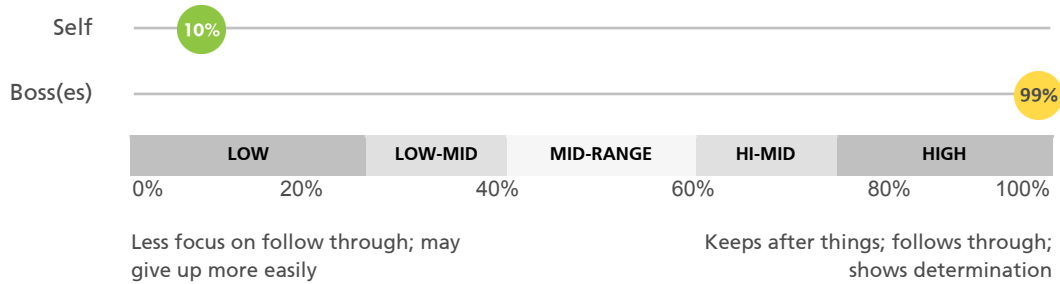 Self 10%
Boss(es) 99%
LOW LOW-MID MID-RANGE HI-MID HIGH
0% 20% 40% 60% 80% 100%
Less focus on follow through; may
give up more easily
Keeps after things; follows through;
shows determination